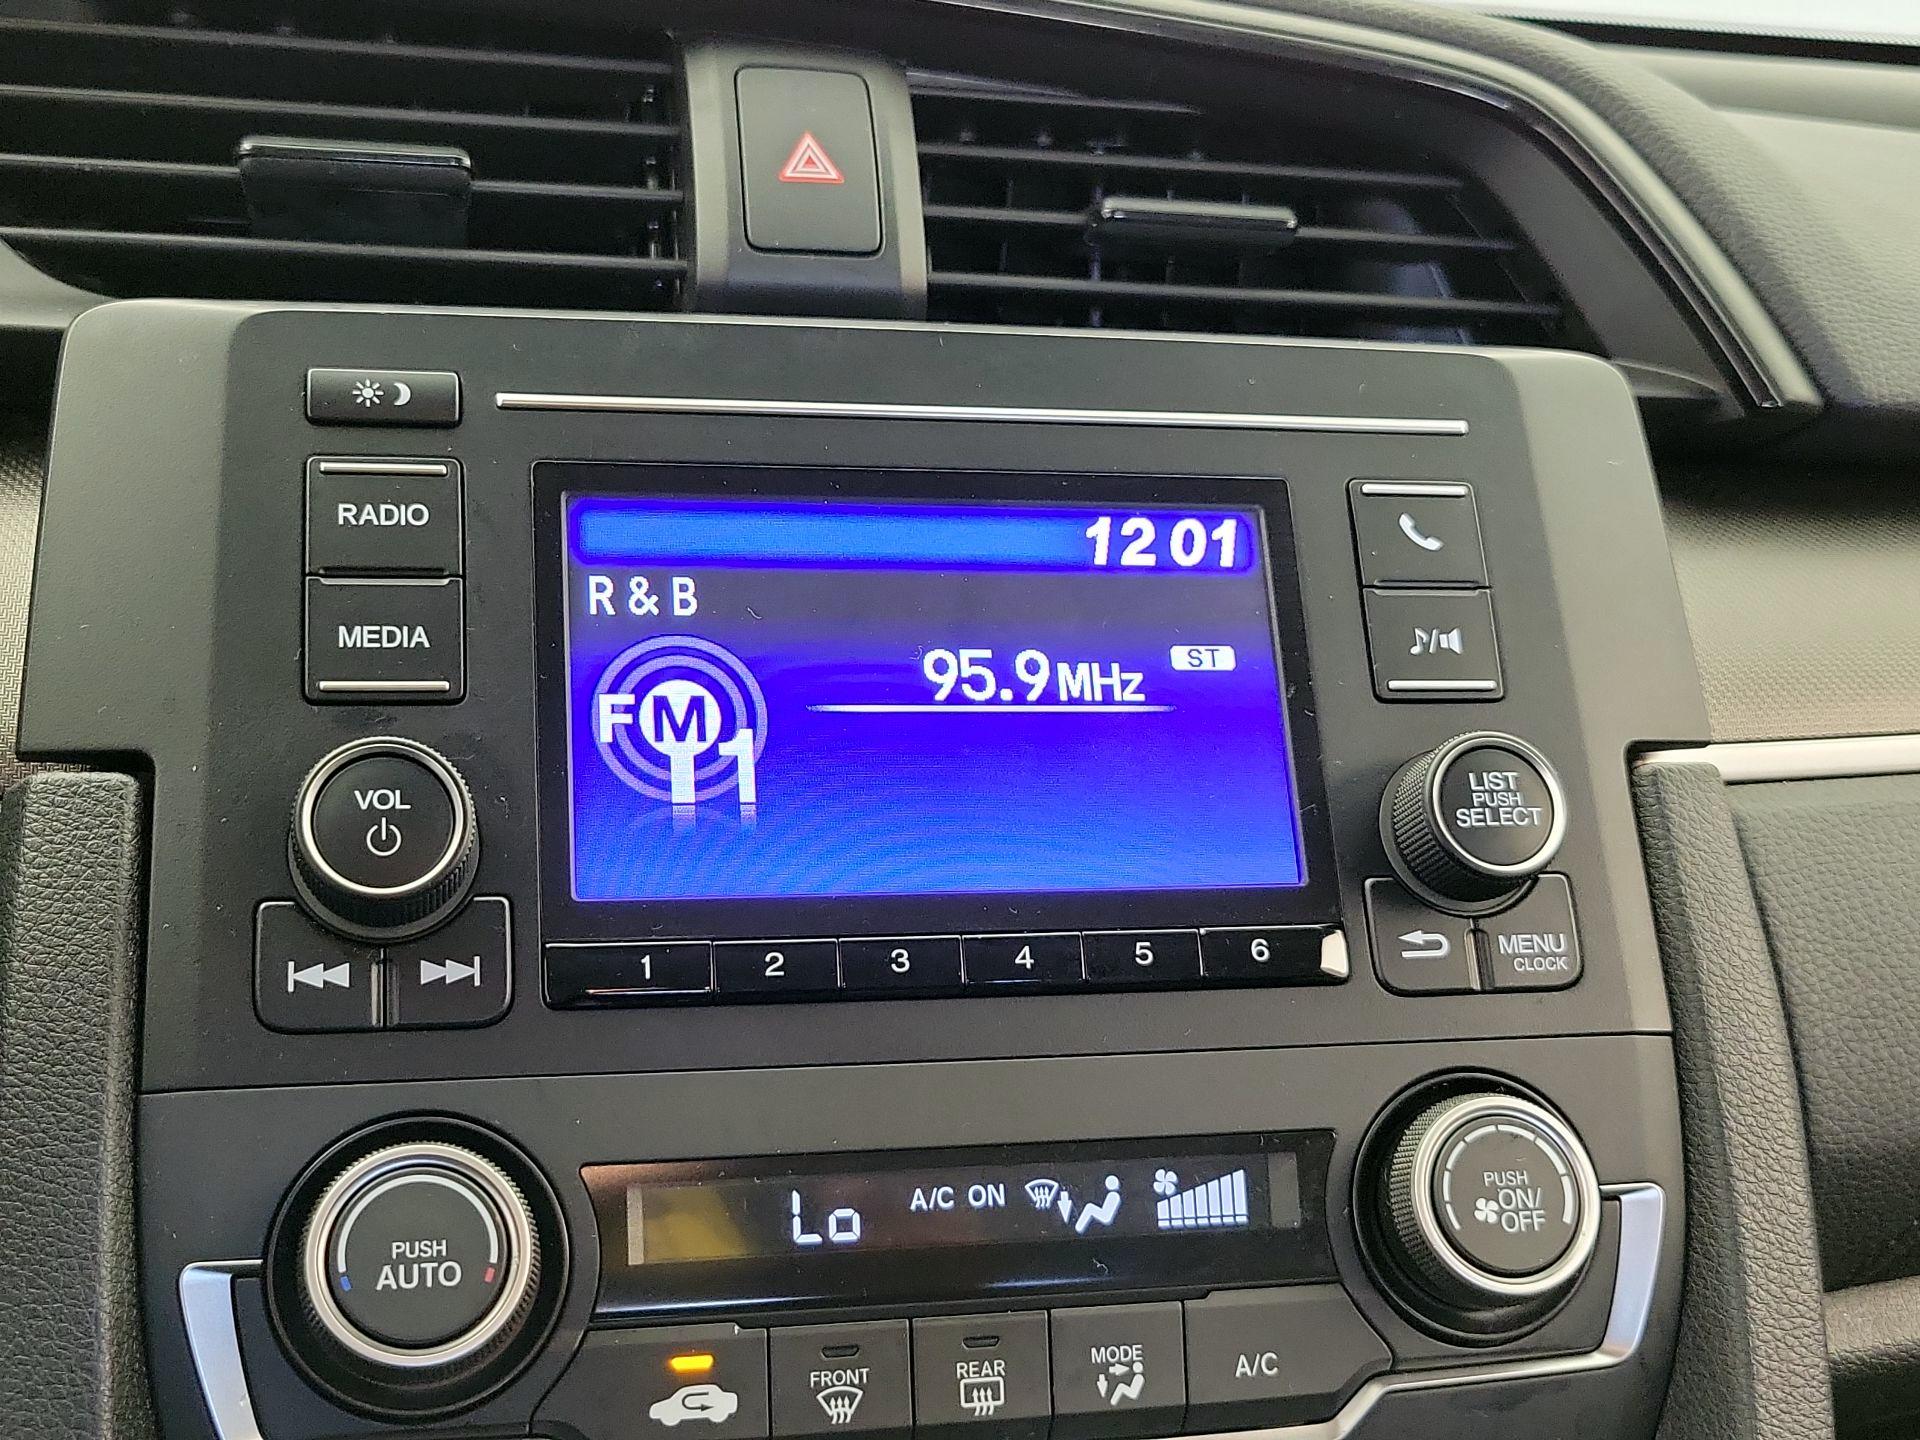 RADIO
MEDIA
VOL
12 01
R & B
95.9 MHz
ST
FM
1
LIST
PUSH
SELECT
MENU
CLOCK
1 2 3 4 5 6
PUSH
AUTO
Lo
A/C ON
PUSH
ON/
OFF
FRONT
REAR
MODE
A/C